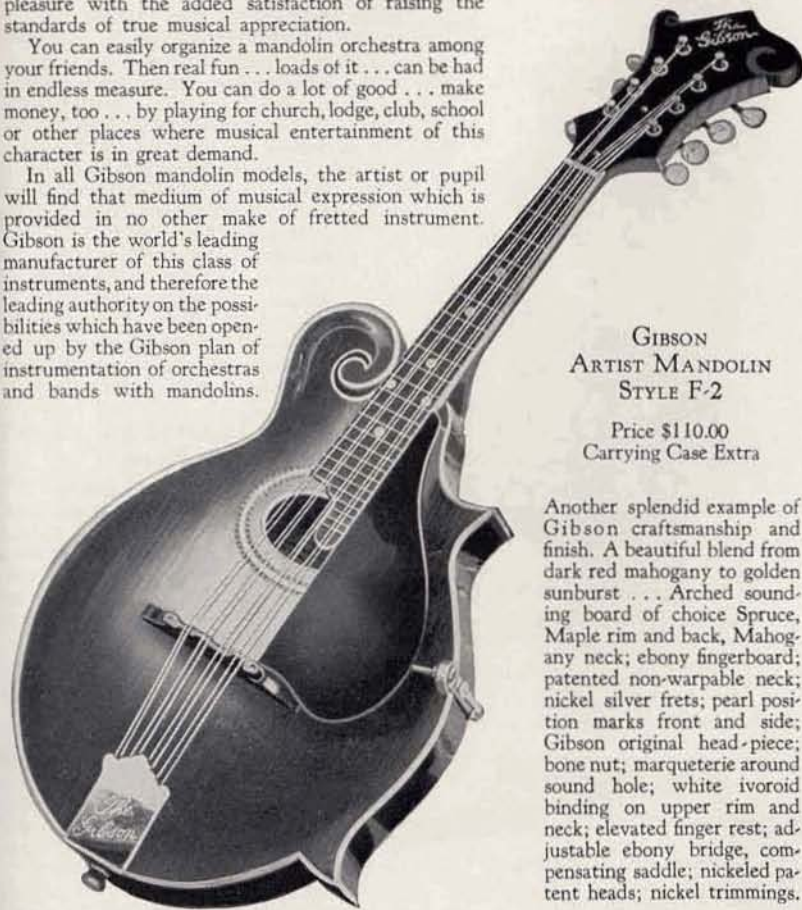 pleasure with the added satisfaction of raising the
standards of true musical appreciation.
You can easily organize a mandolin orchestra among
your friends. Then real fun . . . loads of it . . . can be had
in endless measure. You can do a lot of good . . . make
money, too . . . by playing for church, lodge, club, school
or other places where musical entertainment of this
character is in great demand.
In all Gibson mandolin models, the artist or pupil
will find that medium of musical expression which is
provided in no other make of fretted instrument.
Gibson is the world's leading
manufacturer of this class of
instruments, and therefore the
leading authority on the possi-
bilities which have been open-
ed up by the Gibson plan of
instrumentation of orchestras
and bands with mandolins.
The
Gibson
GIBSON
ARTIST MANDOLIN
STYLE F-2
Price $110.00
Carrying Case Extra
Another splendid example of
Gibson craftsmanship and
finish. A beautiful blend from
dark red mahogany to golden
sunburst . . . Arched sound-
ing board of choice Spruce,
Maple rim and back, Mahog-
any neck; ebony fingerboard;
patented non-warpable neck;
nickel silver frets; pearl posi-
tion marks front and side;
Gibson original head-piece;
bone nut; marqueterie around
sound hole; white ivoroid
binding on upper rim and
neck; elevated finger rest; ad-
justable ebony bridge, com-
pensating saddle; nickeled pa-
tent heads; nickel trimmings.
The
Gibson